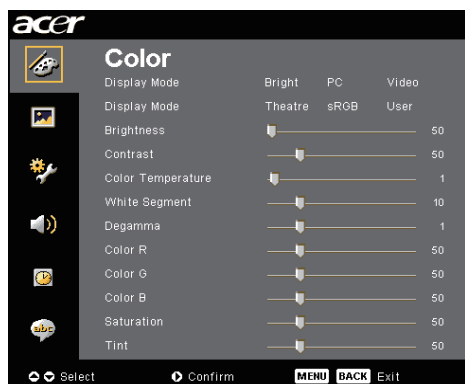 acer
Color
Display Mode Bright PC Video
Display Mode Theatre sRGB User
Brightness 50
Contrast 50
Color Temperature 1
White Segment 10
Degamma 1
Color R 50
Color G 50
Color B 50
Saturation 50
Tint 50
abc
Select Confirm MENU BACK Exit